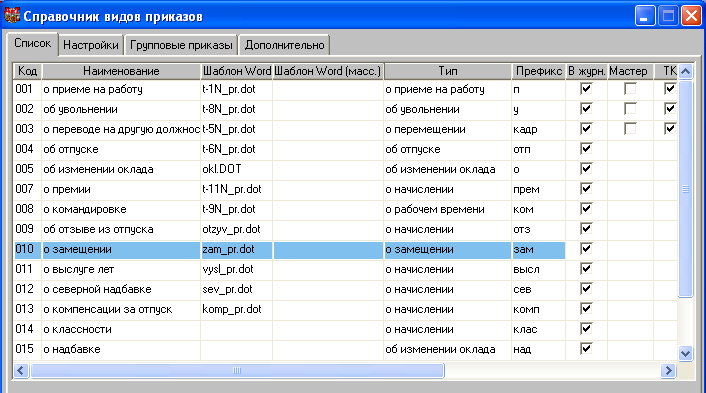 Справочник видов приказов
Список Настройки Групповые приказы Дополнительно
Код Наименование Шаблон Word Шаблон Word (масс.) Тип Префикс В журн. Мастер ТК
001 о приеме на работу t-1N_pr.dot о приеме на работу п
002 об увольнении t-8N_pr.dot об увольнении у
003 о переводе на другую должнос t-5N_pr.dot о перемещении кадр
004 об отпуске t-6N_pr.dot об отпуске отп
005 об изменении оклада okl.DOT об изменении оклада о
007 о премии t-11N_pr.dot о начислении прем
008 о командировке t-9N_pr.dot о рабочем времени ком
009 об отзыве из отпуска otzyv_pr.dot о начислении отз
010 о замещении zam_pr.dot о замещении зам
011 о выслуге лет vysl_pr.dot о начислении высл
012 о северной надбавке sev_pr.dot о начислении сев
013 о компенсации за отпуск komp_pr.dot о начислении комп
014 о классности о начислении клас
015 о надбавке об изменении оклада над